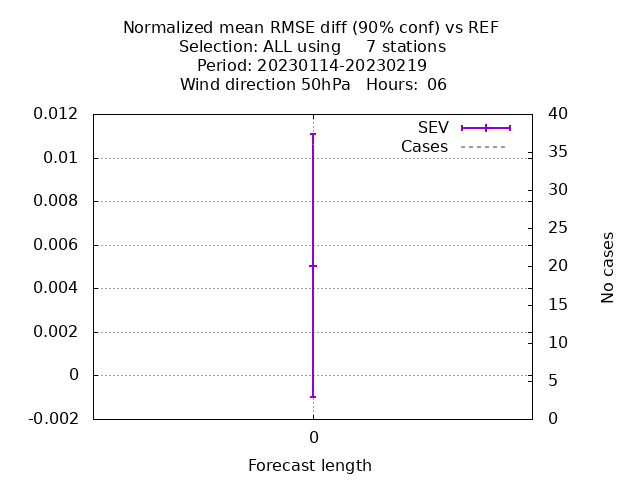 Normalized mean RMSE diff (90% conf) vs REF
Selection: ALL using     7 stations
Period: 20230114-20230219
Wind direction 50hPa   Hours:  06
0.012
0.01
0.008
0.006
0.004
0.002
0
-0.002
40
35
30
25
20
15
10
5
0
SEV
Cases
No cases
0
Forecast length